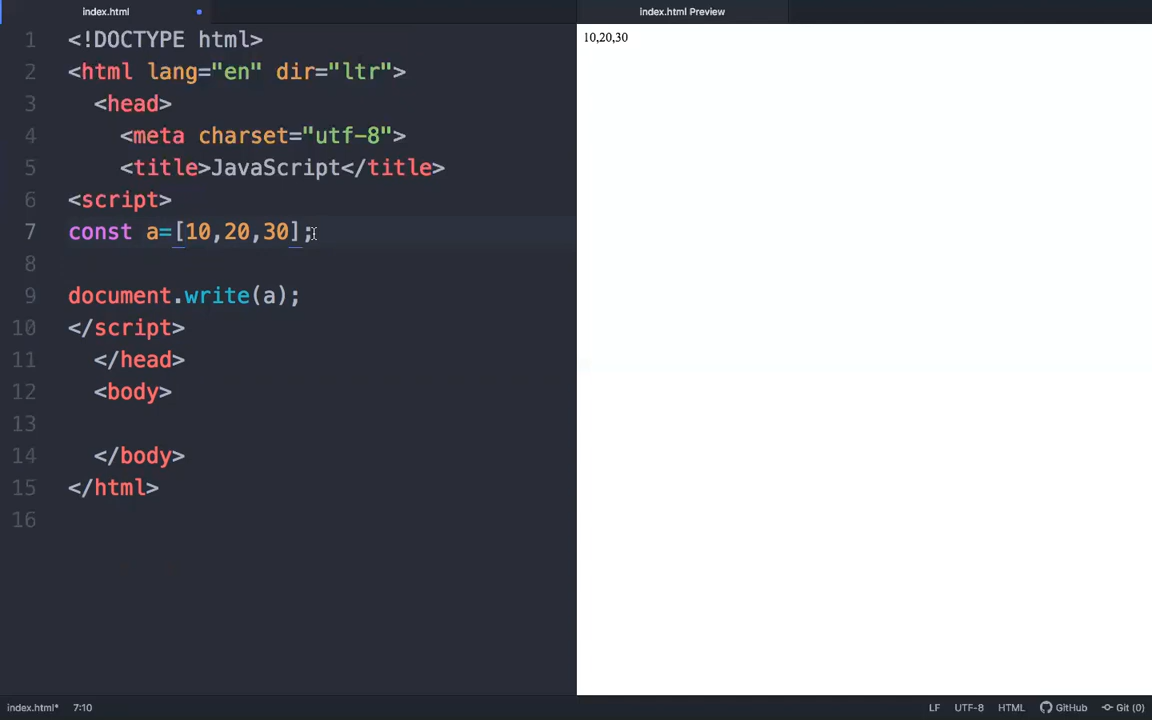 index.html
index.html Preview
1 <!DOCTYPE html>
2 <html lang="en" dir="ltr">
3 <head>
4 <meta charset="utf-8">
5 <title>JavaScript</title>
6 <script>
7 const a=[10,20,30];
8
9 document.write(a);
10 </script>
11 </head>
12 <body>
13
14 </body>
15 </html>
16
10,20,30
index.html* 7:10 LF UTF-8 HTML GitHub Git (0)